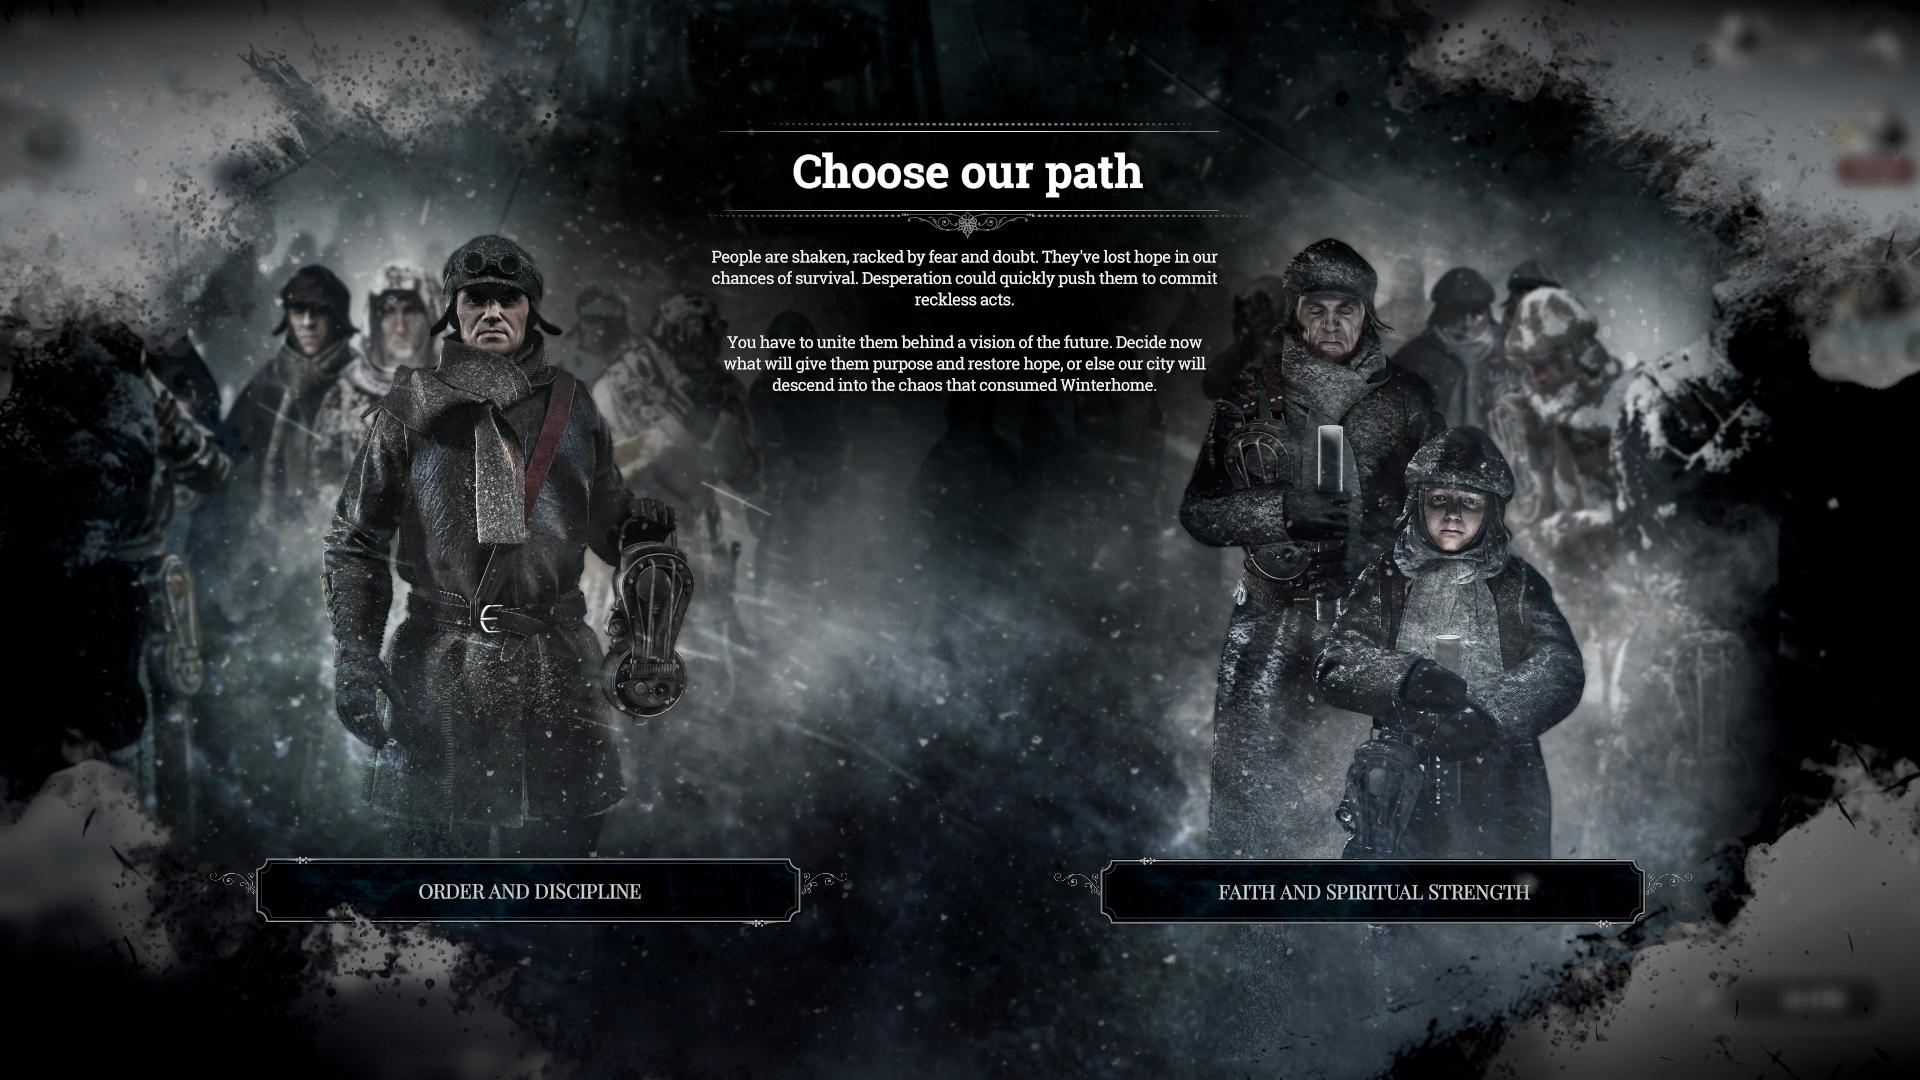 Choose our path
People are shaken, racked by fear and doubt. They've lost hope in our
chances of survival. Desperation could quickly push them to commit
reckless acts.
You have to unite them behind a vision of the future. Decide now
what will give them purpose and restore hope, or else our city will
descend into the chaos that consumed Winterhome.
ORDER AND DISCIPLINE
FAITH AND SPIRITUAL STRENGTH